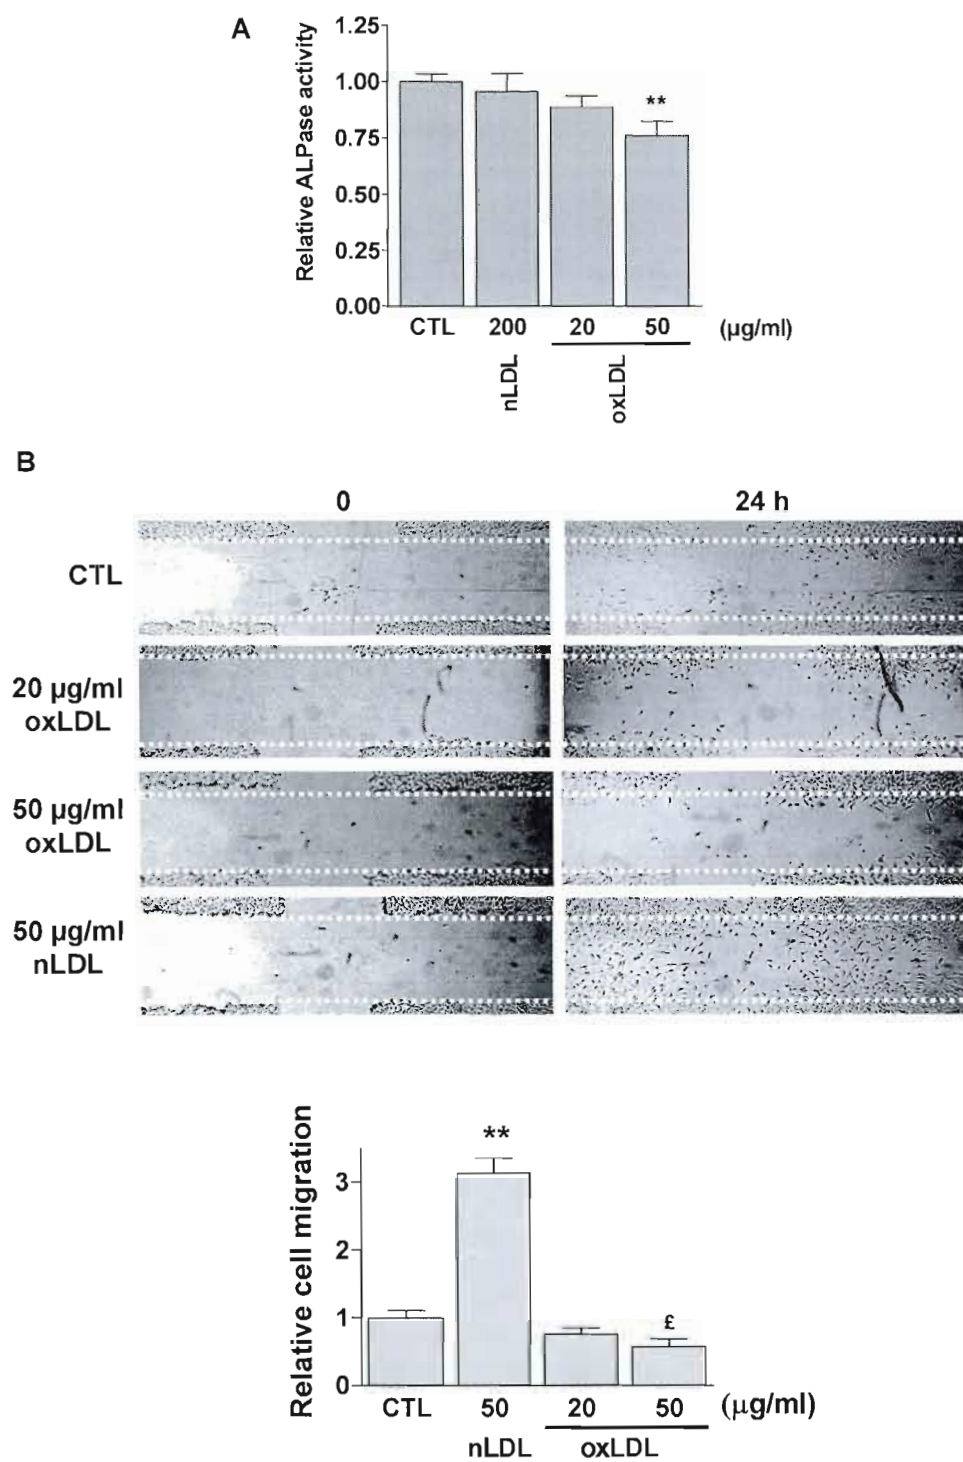 A
Relative ALPase activity
1.25
1.00
0.75
0.50
0.25
0.00
**
CTL 200 20 50 (µg/ml)
nLDL oxLDL
B
0 24 h
CTL
20 µg/ml
oxLDL
50 µg/ml
oxLDL
50 µg/ml
nLDL
Relative cell migration
3
2
1
0
**
£
CTL 50 20 50 (µg/ml)
nLDL oxLDL